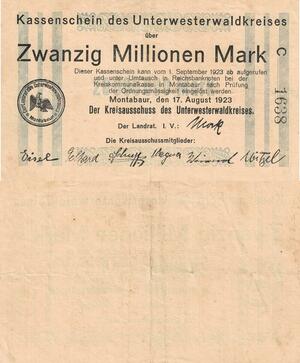 Kassenschein des Unterwesterwaldkreises
über
Zwanzig Millionen Mark
Dieser Kassenschein kann vom 1. September 1923 ab aufgerufen
und unter Umtausch in Reichsbanknoten bei der
Kreiskommunalkasse in Montabaur nach Prüfung
der Ordnungsmässigkeit eingelöst werden.
Montabaur, den 17. August 1923
Der Kreisausschuss des Unterwesterwaldkreises.
Der Landrat. I. V.:
Die Kreisausschussmitglieder:
C 1638